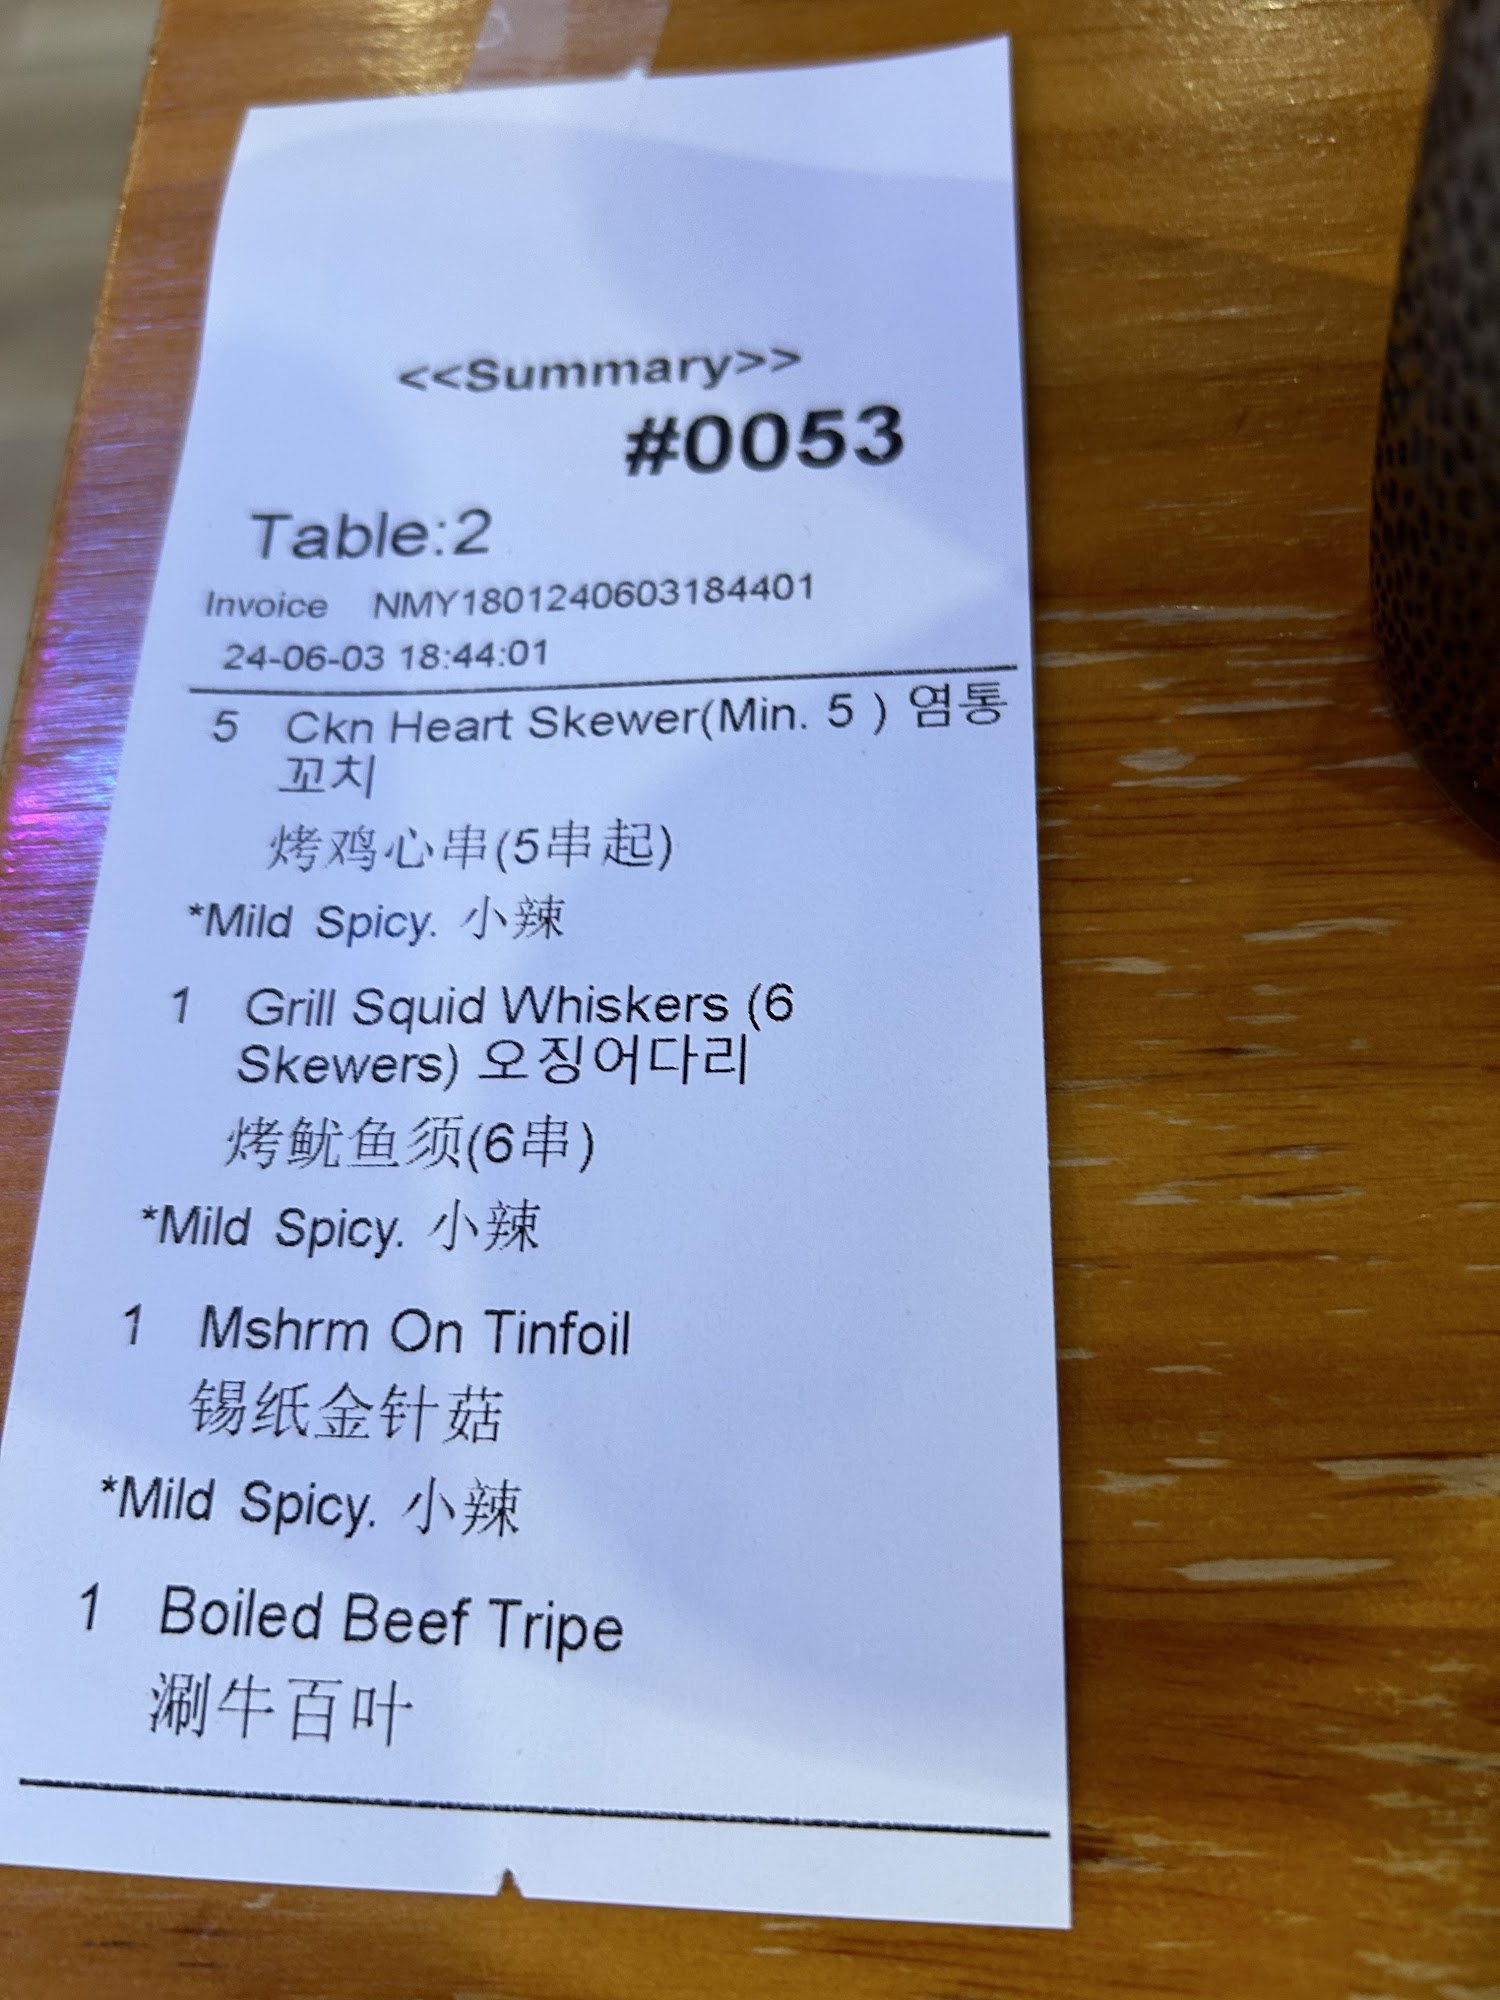 <<Summary>>
#0053
Table:2
Invoice NMY1801240603184401
24-06-03 18:44:01
5 Ckn Heart Skewer(Min. 5 ) 염통
꼬치
烤鸡心串(5串起)
*Mild Spicy. 小辣
1 Grill Squid Whiskers (6
Skewers) 오징어다리
烤鱿鱼须(6串)
*Mild Spicy. 小辣
1 Mshrm On Tinfoil
锡纸金针菇
*Mild Spicy. 小辣
1 Boiled Beef Tripe
涮牛百叶